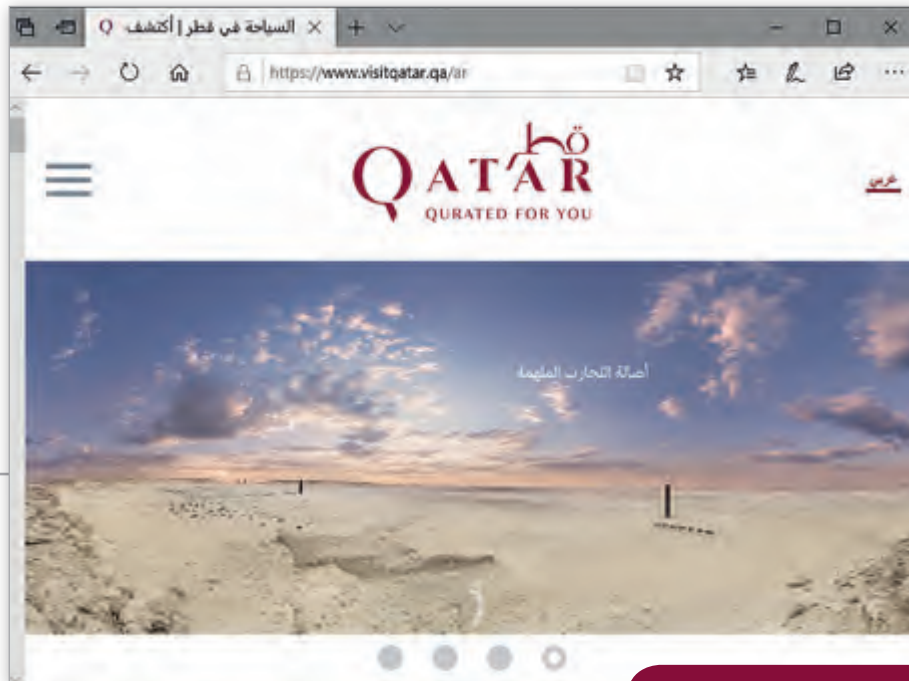 السياحة في قطر | أكتشف
https://www.visitqatar.qa/ar
قطر
QATAR
QURATED FOR YOU
عربي
أصالة التجارب الملهمة